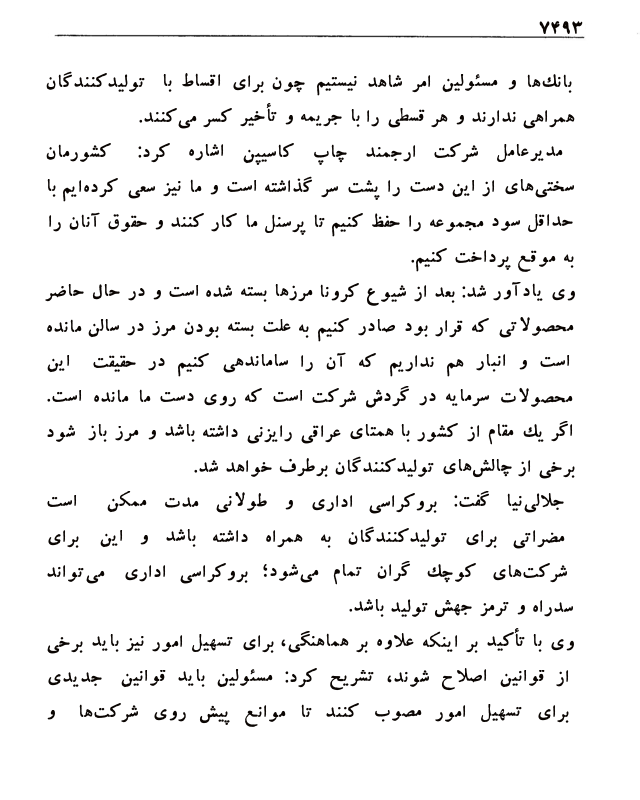 ۷۴۹۳
بانك‌ها و مسئولین امر شاهد نیستیم چون برای اقساط با تولیدکنندگان
همراهی ندارند و هر قسطی را با جریمه و تأخیر کسر می‌کنند.
مدیرعامل شرکت ارجمند چاپ کاسپین اشاره کرد: کشورمان
سختی‌های از این دست را پشت سر گذاشته است و ما نیز سعی کرده‌ایم با
حداقل سود مجموعه را حفظ کنیم تا پرسنل ما کار کنند و حقوق آنان را
به موقع پرداخت کنیم.
وی یادآور شد: بعد از شیوع کرونا مرزها بسته شده است و در حال حاضر
محصولاتی که قرار بود صادر کنیم به علت بسته بودن مرز در سالن مانده
است و انبار هم نداریم که آن را ساماندهی کنیم در حقیقت این
محصولات سرمایه در گردش شرکت است که روی دست ما مانده است.
اگر یك مقام از کشور با همتای عراقی رایزنی داشته باشد و مرز باز شود
برخی از چالش‌های تولیدکنندگان برطرف خواهد شد.
جلالی‌نیا گفت: بروکراسی اداری و طولانی مدت ممکن است
مضراتی برای تولیدکنندگان به همراه داشته باشد و این برای
شرکت‌های کوچك گران تمام می‌شود؛ بروکراسی اداری می‌تواند
سدراه و ترمز جهش تولید باشد.
وی با تأکید بر اینکه علاوه بر هماهنگی، برای تسهیل امور نیز باید برخی
از قوانین اصلاح شوند، تشریح کرد: مسئولین باید قوانین جدیدی
برای تسهیل امور مصوب کنند تا موانع پیش روی شرکت‌ها و